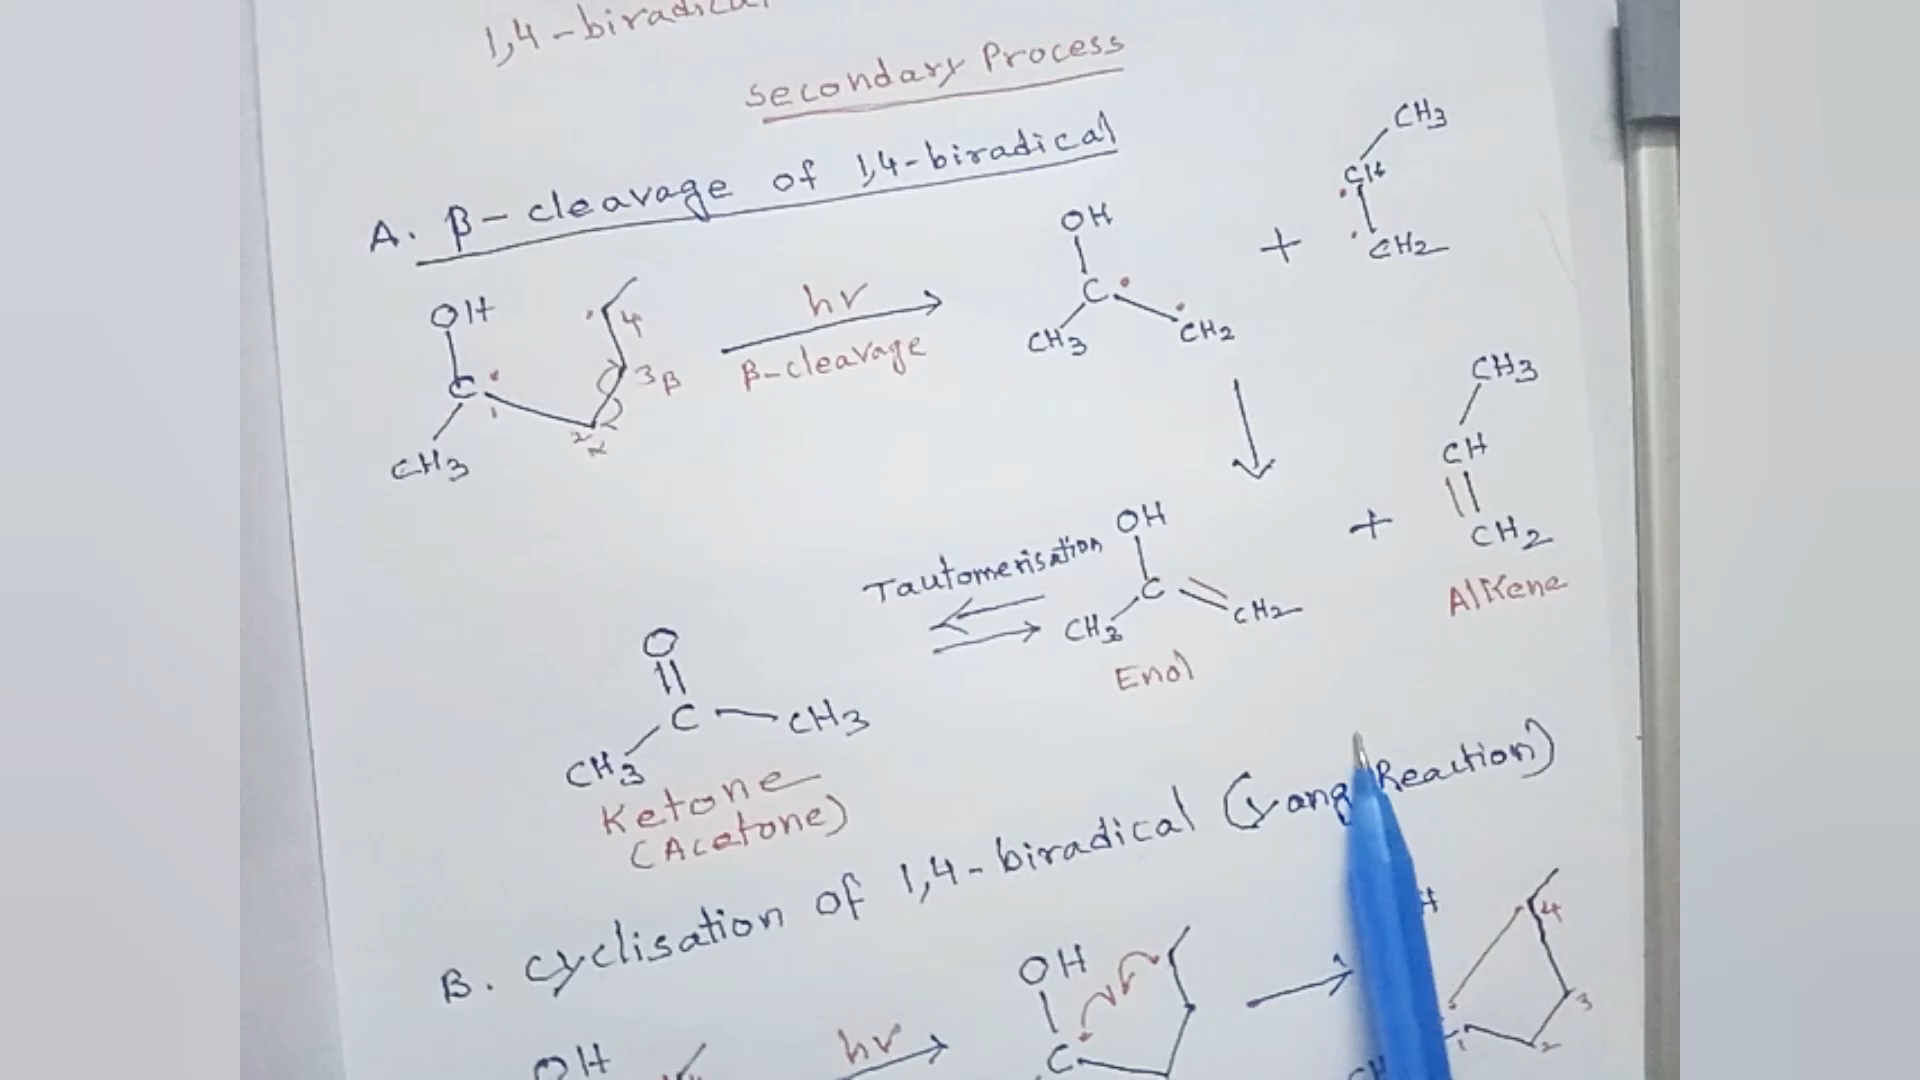 1,4-biradical
Secondary Process
A. β-cleavage of 1,4-biradical
CH3
CH
CH2
+
OH
C
CH3
CH2
hν
β-cleavage
OH
4
3β
C
1
2
α
CH3
CH3
CH
CH2
Alkene
+
OH
C
CH3
CH2
Enol
Tautomerisation
O
C
CH3
CH3
Ketone
(Acetone)
B. Cyclisation of 1,4-biradical (Yang Reaction)
OH
C
hν
OH
4
3
2
1